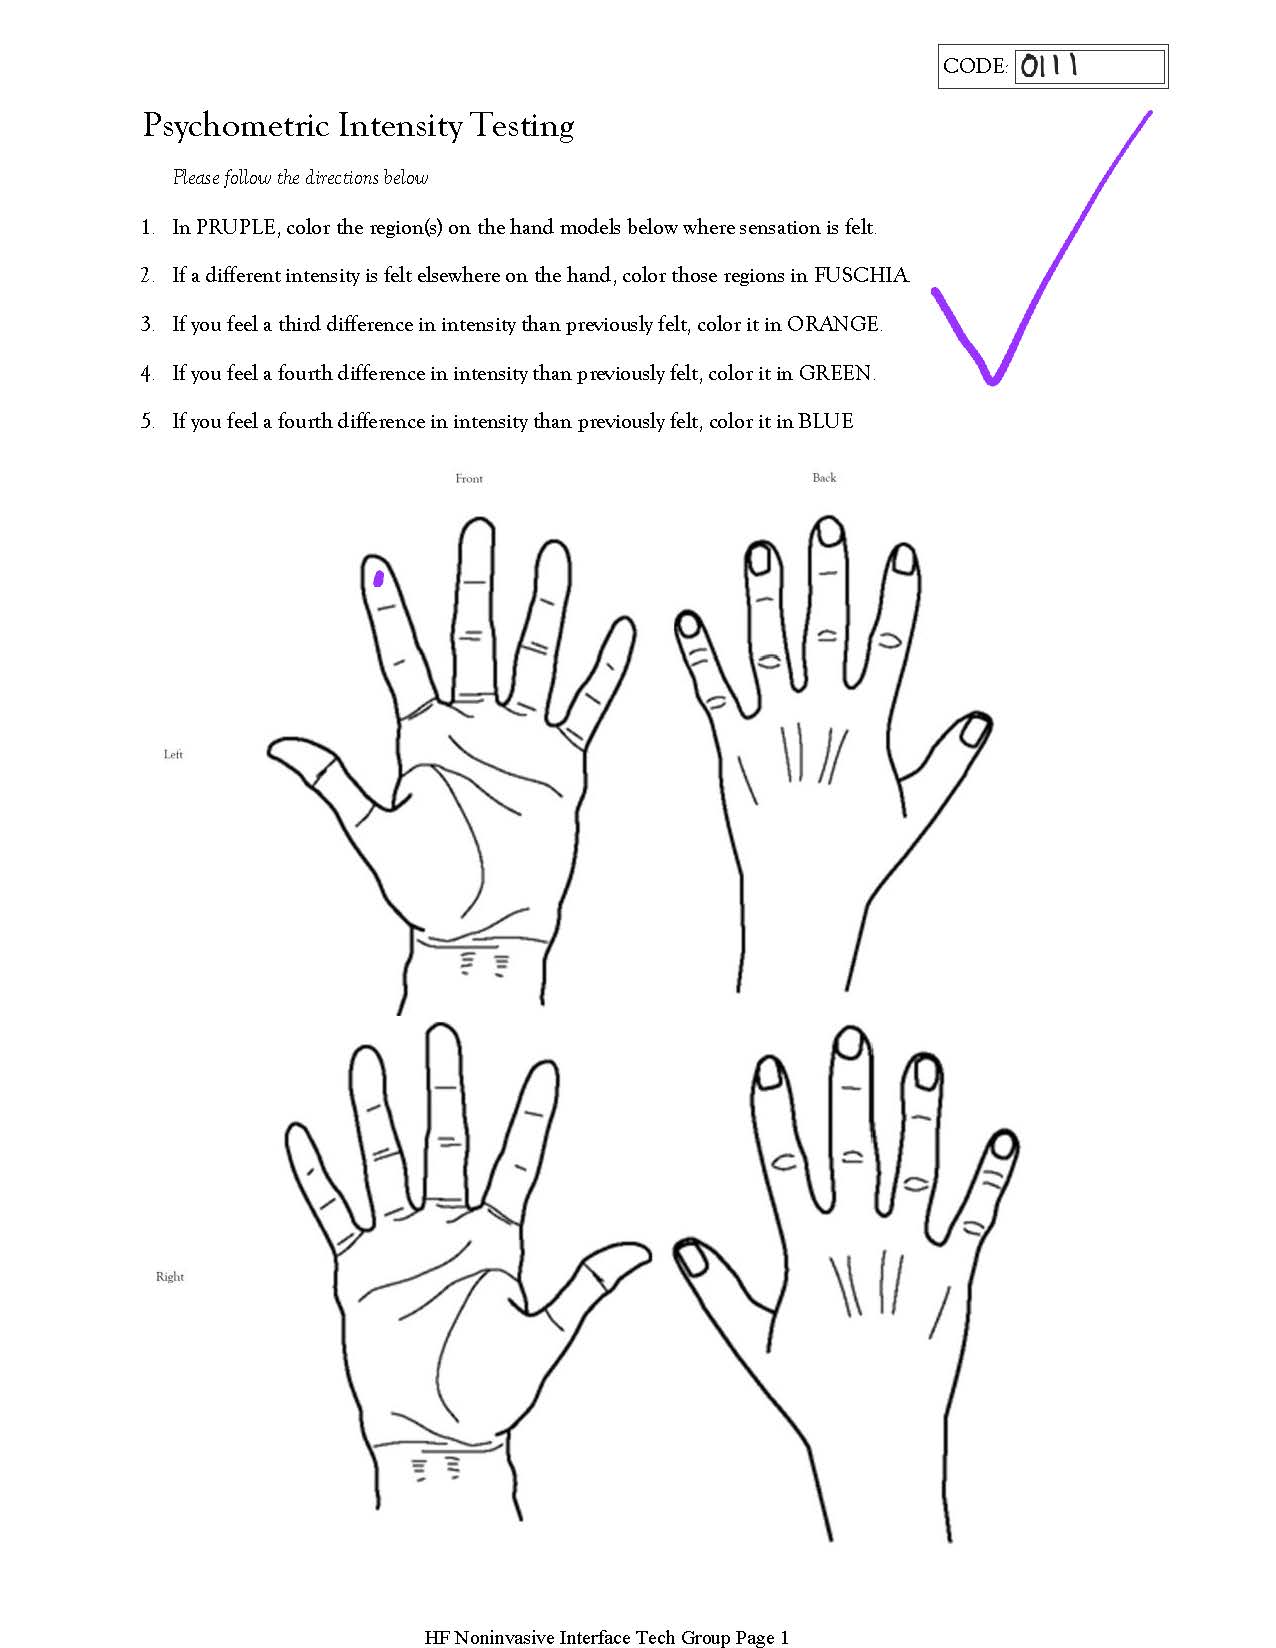 CODE: 0111
Psychometric Intensity Testing
Please follow the directions below
1. In PRUPLE, color the region(s) on the hand models below where sensation is felt.
2. If a different intensity is felt elsewhere on the hand, color those regions in FUSCHIA.
3. If you feel a third difference in intensity than previously felt, color it in ORANGE.
4. If you feel a fourth difference in intensity than previously felt, color it in GREEN.
5. If you feel a fourth difference in intensity than previously felt, color it in BLUE
Front Back
Left
Right
HF Noninvasive Interface Tech Group Page 1